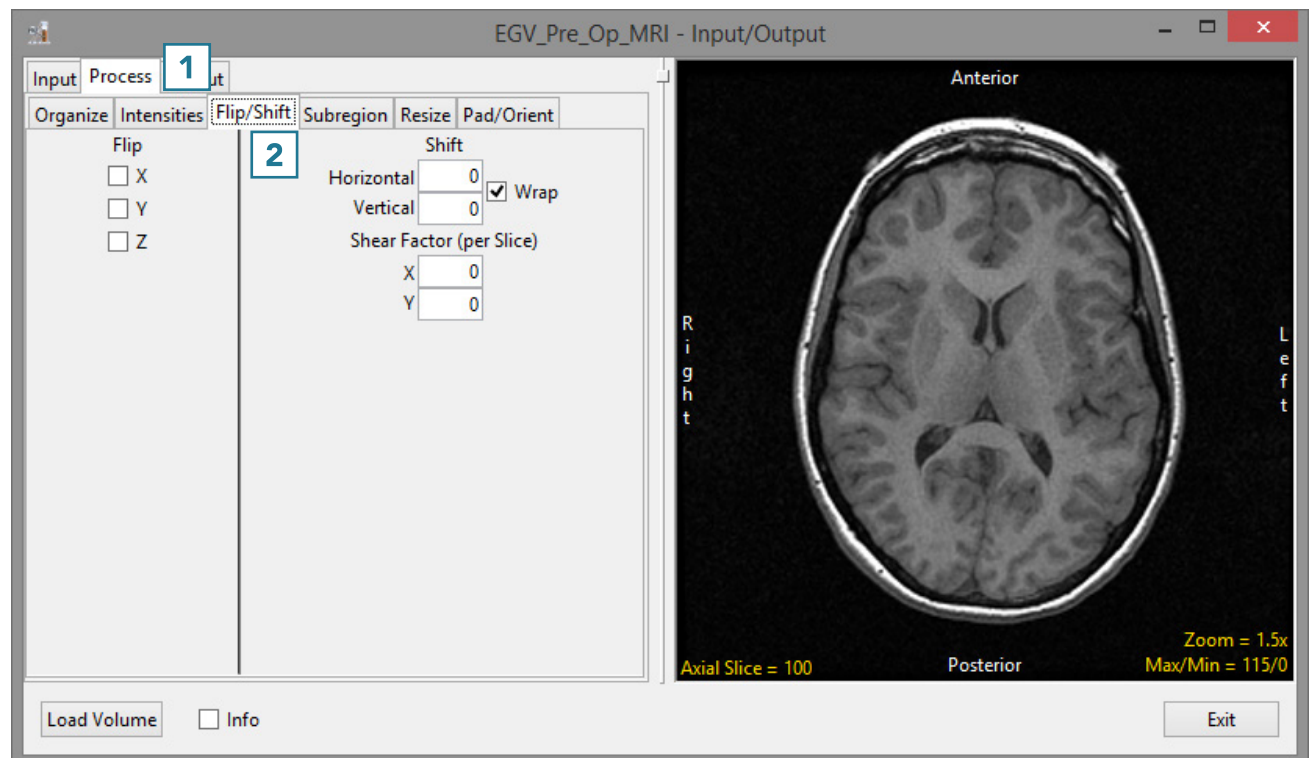 EGV_Pre_Op_MRI - Input/Output
Input Process 1 ut
Organize Intensities Flip/Shift Subregion Resize Pad/Orient
2
Flip
X
Y
Z
Shift
Horizontal 0
Vertical 0
Wrap
Shear Factor (per Slice)
X 0
Y 0
Anterior
Right
Left
Zoom = 1.5x
Axial Slice = 100 Posterior Max/Min = 115/0
Load Volume Info Exit